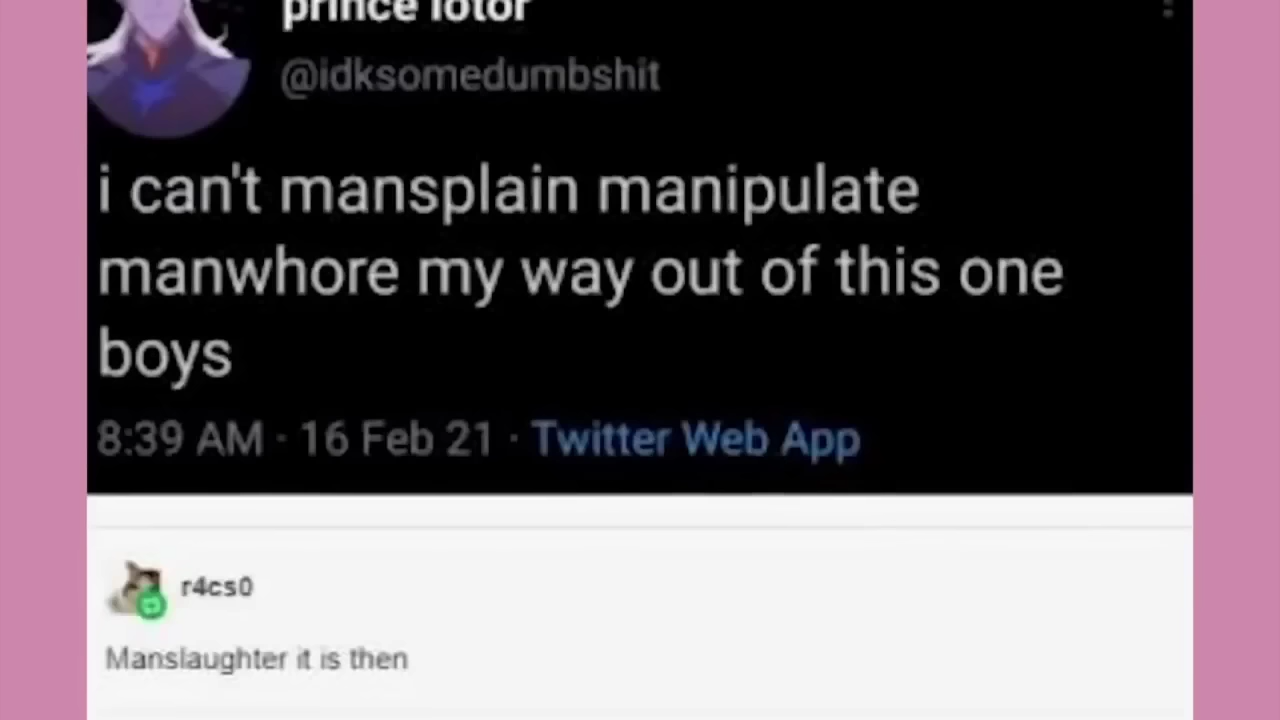 prince lotor
@idksomedumbshit
i can't mansplain manipulate
manwhore my way out of this one
boys
8:39 AM · 16 Feb 21 · Twitter Web App
r4cs0
Manslaughter it is then